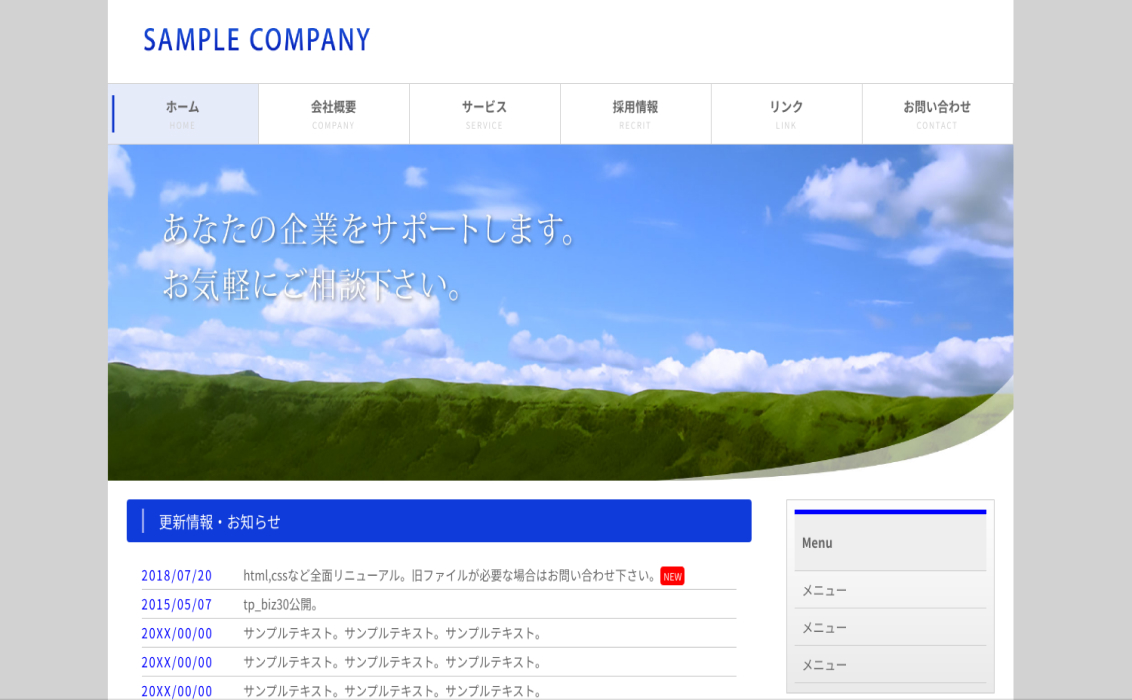 SAMPLE COMPANY
ホーム
HOME
会社概要
COMPANY
サービス
SERVICE
採用情報
RECRIT
リンク
LINK
お問い合わせ
CONTACT
あなたの企業をサポートします。
お気軽にご相談下さい。
更新情報・お知らせ
2018/07/20 html,cssなど全面リニューアル。旧ファイルが必要な場合はお問い合わせ下さい。NEW
2015/05/07 tp_biz30公開。
20XX/00/00 サンプルテキスト。サンプルテキスト。サンプルテキスト。
20XX/00/00 サンプルテキスト。サンプルテキスト。サンプルテキスト。
20XX/00/00 サンプルテキスト。サンプルテキスト。サンプルテキスト。
Menu
メニュー
メニュー
メニュー